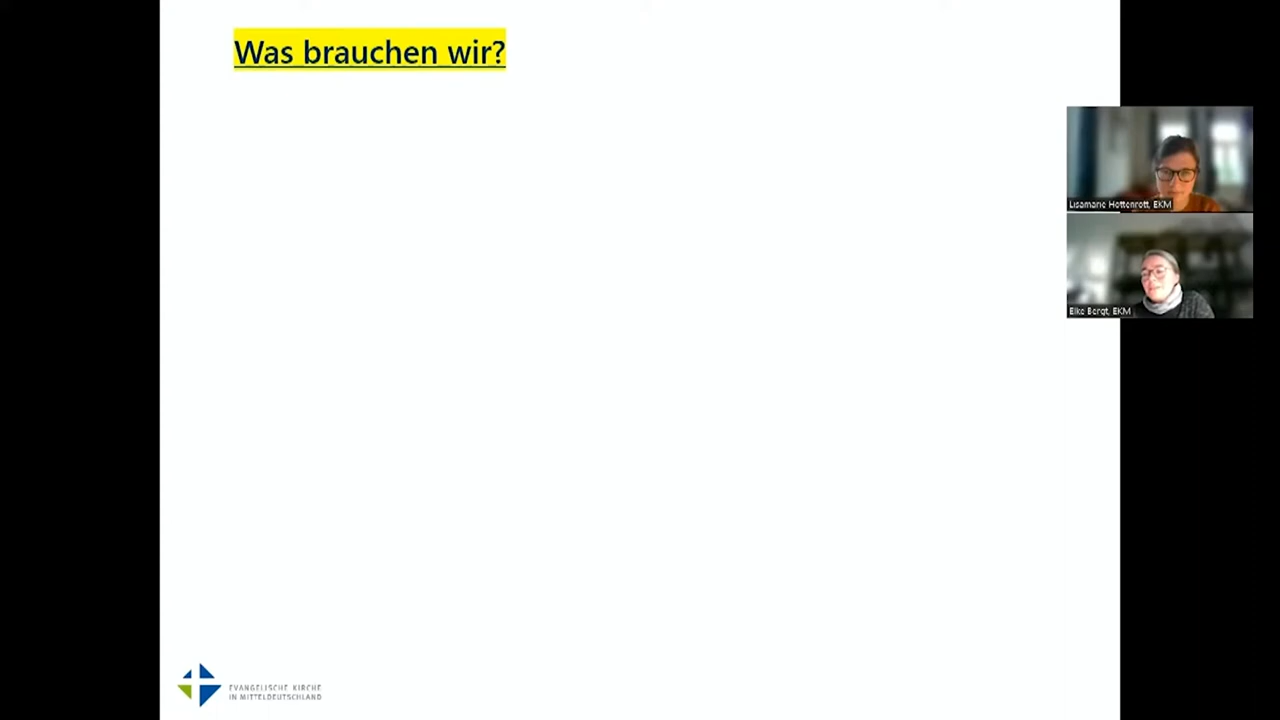 Was brauchen wir?
Lisamarie Hottenrott, EKM
Elke Bergt, EKM
EVANGELISCHE KIRCHE
IN MITTELDEUTSCHLAND